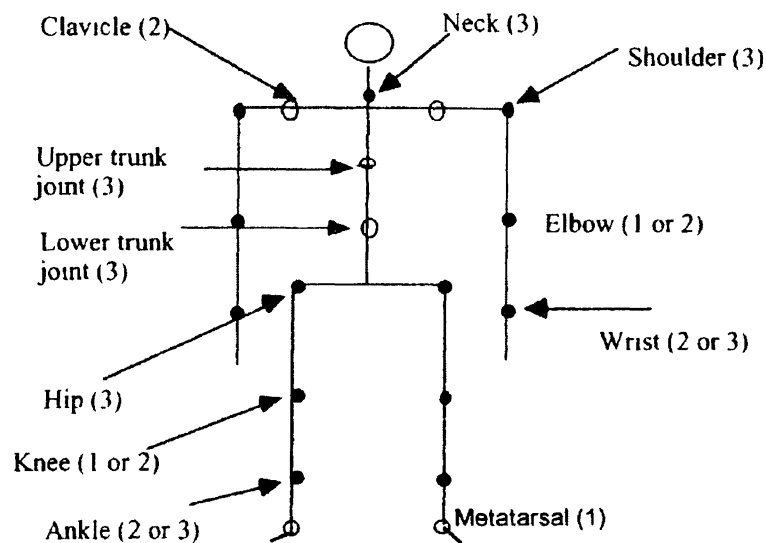 Clavicle (2)
Neck (3)
Shoulder (3)
Upper trunk
joint (3)
Elbow (1 or 2)
Lower trunk
joint (3)
Wrist (2 or 3)
Hip (3)
Knee (1 or 2)
Metatarsal (1)
Ankle (2 or 3)